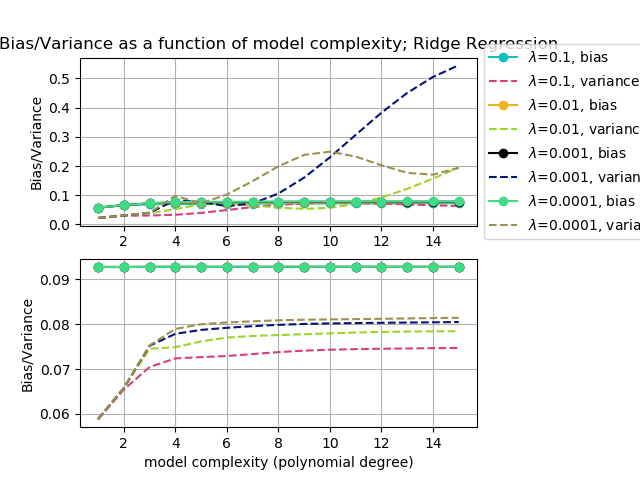 Bias/Variance as a function of model complexity; Ridge Regression
Bias/Variance
0.5
0.4
0.3
0.2
0.1
0.0
2 4 6 8 10 12 14
λ=0.1, bias
λ=0.1, variance
λ=0.01, bias
λ=0.01, varianc
λ=0.001, bias
λ=0.001, varian
λ=0.0001, bias
λ=0.0001, varia
Bias/Variance
0.09
0.08
0.07
0.06
2 4 6 8 10 12 14
model complexity (polynomial degree)